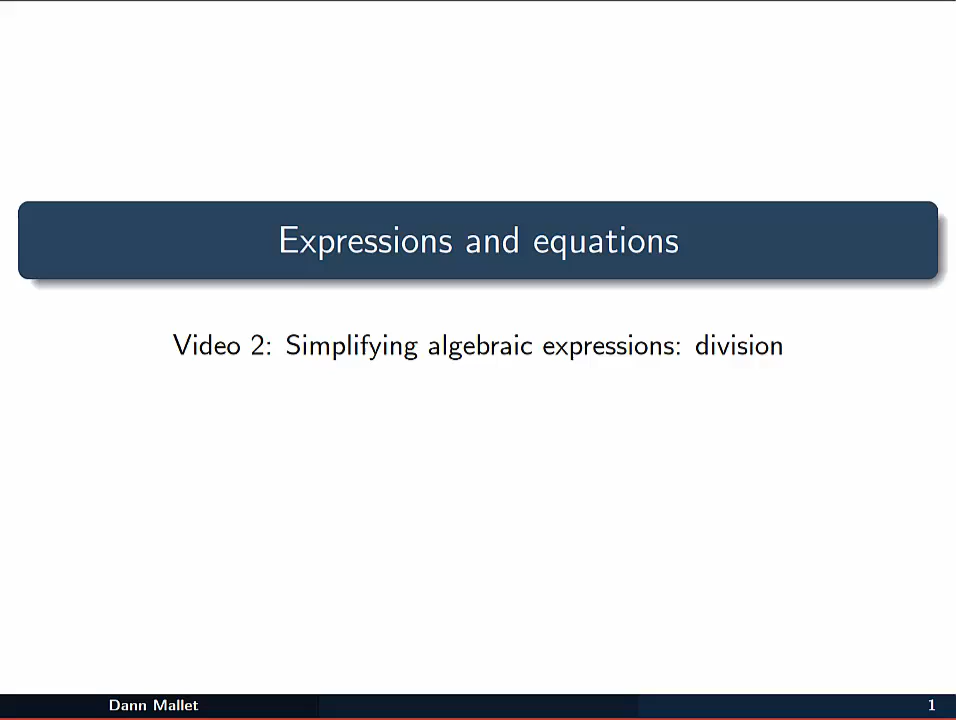 Expressions and equations
Video 2: Simplifying algebraic expressions: division
Dann Mallet
1